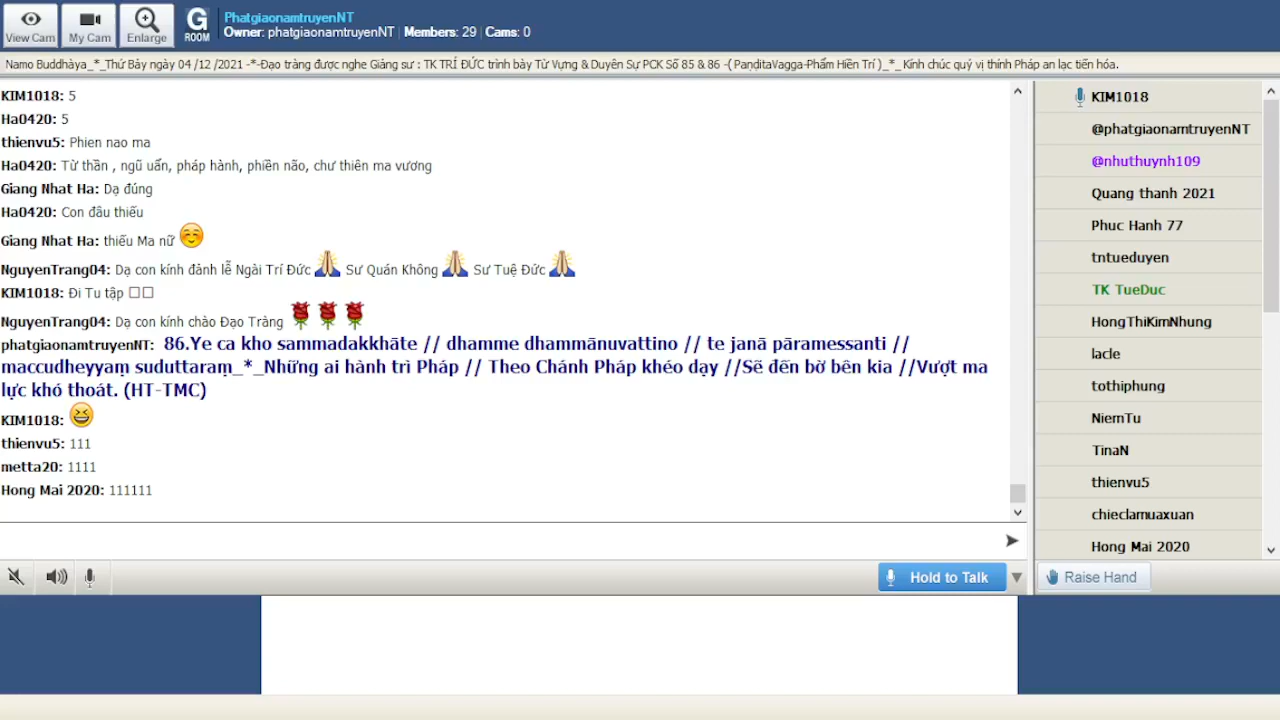 View Cam
My Cam
Enlarge
G
ROOM
PhatgiaonamtruyenNT
Owner: phatgiaonamtruyenNT | Members: 29 | Cams: 0
Namo Buddhàya_*_Thứ Bảy ngày 04 /12 /2021 -*-Đạo tràng được nghe Giảng sư : TK TRÍ ĐỨC trình bày Từ Vựng & Duyên Sự PCK Số 85 & 86 -( PaṇḍitaVagga-Phẩm Hiền Trí )_*_ Kính chúc quý vị thính Pháp an lạc tiến hóa.
KIM1018: 5
Ha0420: 5
thienvu5: Phien nao ma
Ha0420: Từ thần , ngũ uẩn, pháp hành, phiền não, chư thiên ma vương
Giang Nhat Ha: Dạ đúng
Ha0420: Con đâu thiếu
Giang Nhat Ha: thiếu Ma nữ
NguyenTrang04: Dạ con kính đảnh lễ Ngài Trí Đức Sư Quán Không Sư Tuệ Đức
KIM1018: Đi Tu tập
NguyenTrang04: Dạ con kính chào Đạo Tràng
phatgiaonamtruyenNT: 86.Ye ca kho sammadakkhāte // dhamme dhammānuvattino // te janā pāramessanti //
maccudheyyaṃ suduttaraṃ_*_Những ai hành trì Pháp // Theo Chánh Pháp khéo dạy //Sẽ đến bờ bên kia //Vượt ma
lực khó thoát. (HT-TMC)
KIM1018:
thienvu5: 111
metta20: 1111
Hong Mai 2020: 111111
Hold to Talk
KIM1018
@phatgiaonamtruyenNT
@nhuthuynh109
Quang thanh 2021
Phuc Hanh 77
tntueduyen
TK TueDuc
HongThiKimNhung
lacle
tothiphung
NiemTu
TinaN
thienvu5
chieclamuaxuan
Hong Mai 2020
Raise Hand